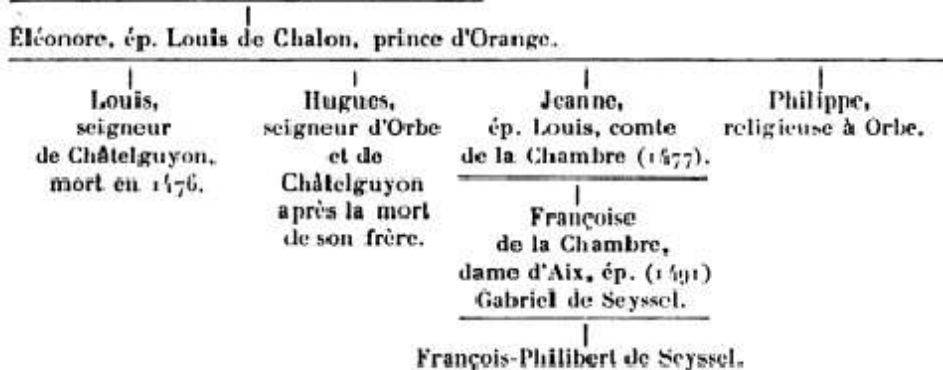 Éléonore, ép. Louis de Chalon, prince d'Orange.
Louis,
seigneur
de Châtelguyon,
mort en 1476.
Hugues,
seigneur d'Orbe
et de
Châtelguyon
après la mort
de son frère.
Jeanne,
ép. Louis, comte
de la Chambre (1477).
Philippe,
religieuse à Orbe.
Françoise
de la Chambre,
dame d'Aix, ép. (1491)
Gabriel de Seyssel.
François-Philibert de Seyssel.